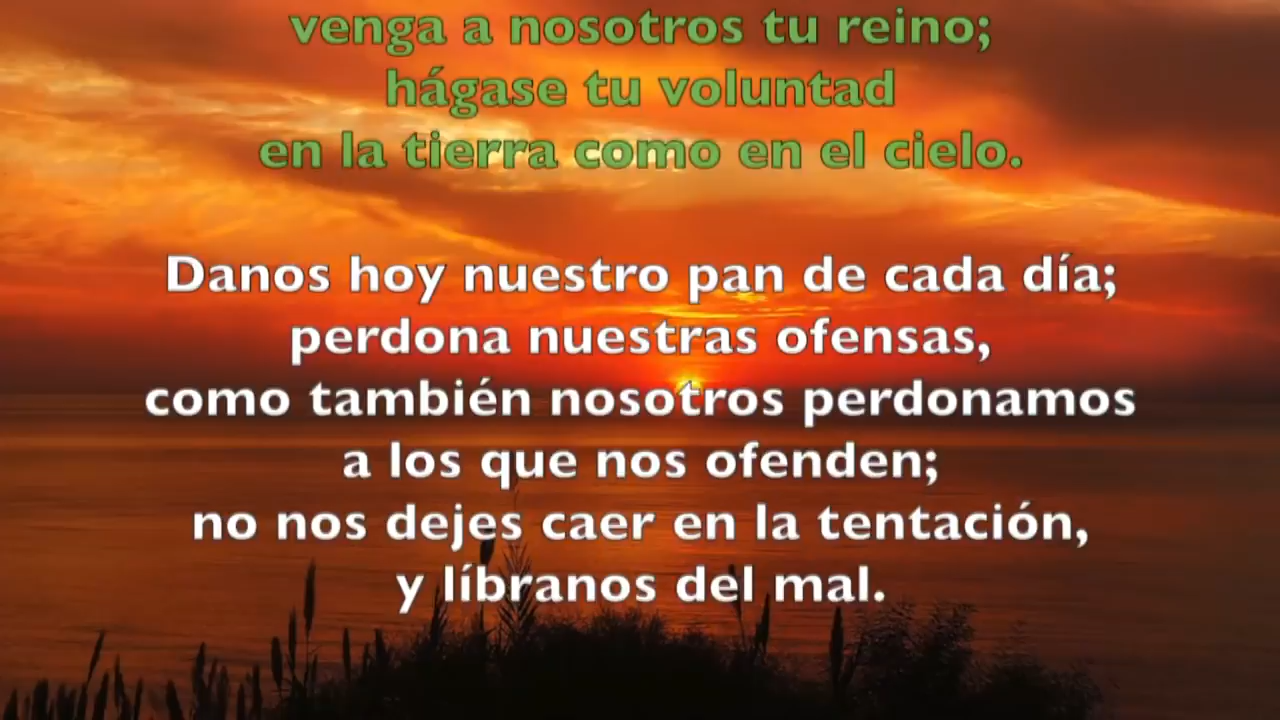 venga a nosotros tu reino;
hágase tu voluntad
en la tierra como en el cielo.
Danos hoy nuestro pan de cada día;
perdona nuestras ofensas,
como también nosotros perdonamos
a los que nos ofenden;
no nos dejes caer en la tentación,
y líbranos del mal.